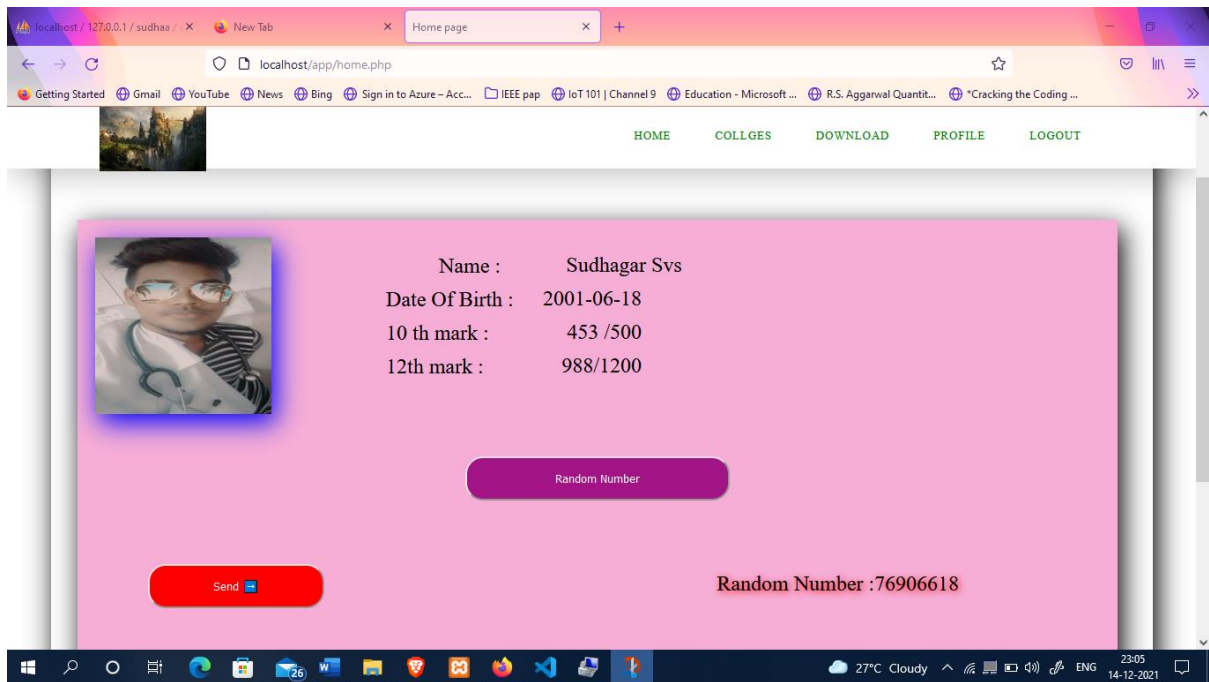 localhost / 127.0.0.1 / sudhaa /
New Tab
Home page
localhost/app/home.php
Getting Started Gmail YouTube News Bing Sign in to Azure – Acc... IEEE pap IoT 101 | Channel 9 Education - Microsoft ... R.S. Aggarwal Quantit... *Cracking the Coding ...
HOME COLLGES DOWNLOAD PROFILE LOGOUT
Name : Sudhagar Svs
Date Of Birth : 2001-06-18
10 th mark : 453 /500
12th mark : 988/1200
Random Number
Send
Random Number :76906618
26
27°C Cloudy
ENG
23:05
14-12-2021